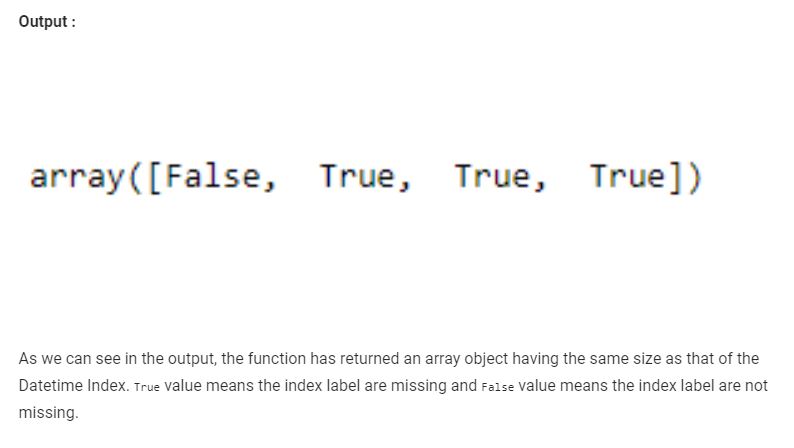 Output :
array([False,  True,  True,  True])
As we can see in the output, the function has returned an array object having the same size as that of the
Datetime Index. True value means the index label are missing and False value means the index label are not
missing.